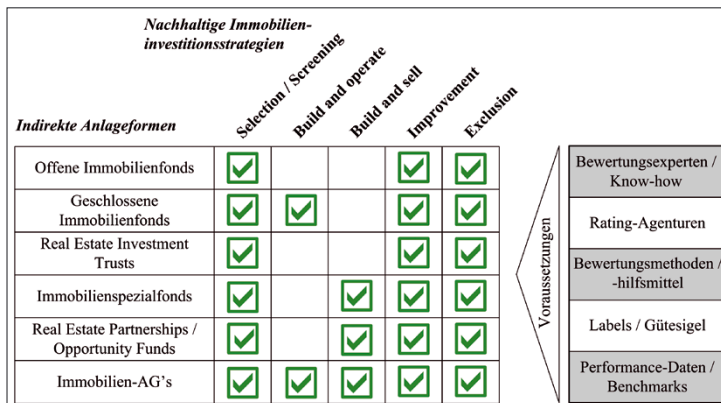 Nachhaltige Immobilien-
investitionsstrategien
Selection / Screening
Build and operate
Build and sell
Improvement
Exclusion
Indirekte Anlageformen
Offene Immobilienfonds
Geschlossene
Immobilienfonds
Real Estate Investment
Trusts
Immobilienspezialfonds
Real Estate Partnerships /
Opportunity Funds
Immobilien-AG's
Voraussetzungen
Bewertungsexperten /
Know-how
Rating-Agenturen
Bewertungsmethoden /
-hilfsmittel
Labels / Gütesigel
Performance-Daten /
Benchmarks